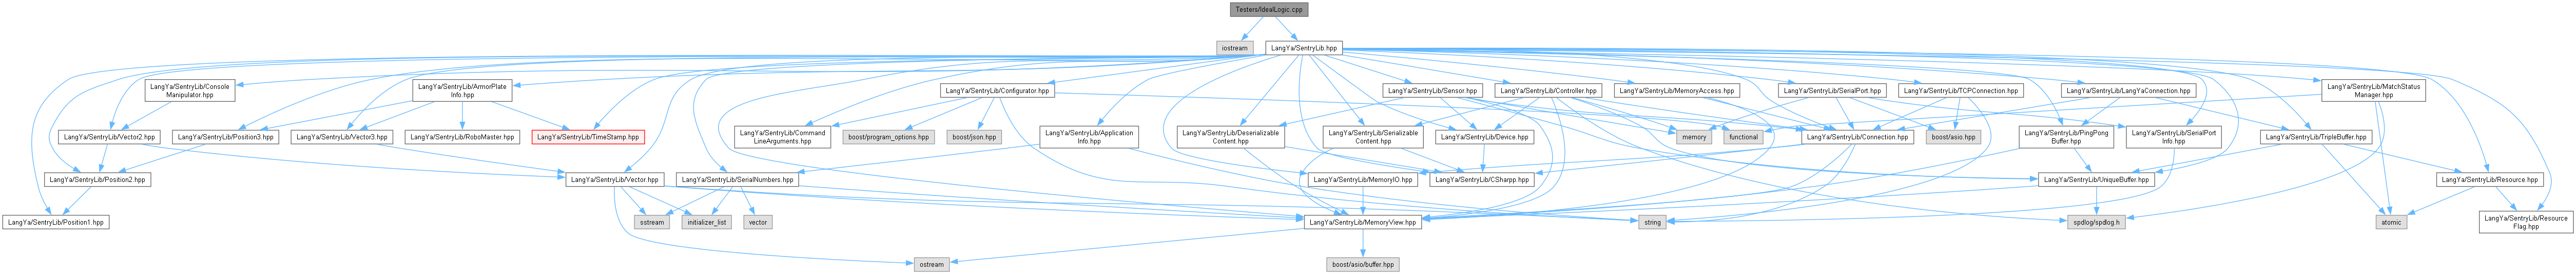 Testers/IdealLogic.cpp
iostream
LangYa/SentryLib.hpp
LangYa/SentryLib/Console
Manipulator.hpp
LangYa/SentryLib/ArmorPlate
Info.hpp
LangYa/SentryLib/Configurator.hpp
LangYa/SentryLib/Sensor.hpp
LangYa/SentryLib/Controller.hpp
LangYa/SentryLib/MemoryAccess.hpp
LangYa/SentryLib/SerialPort.hpp
LangYa/SentryLib/TCPConnection.hpp
LangYa/SentryLib/LangYaConnection.hpp
LangYa/SentryLib/MatchStatus
Manager.hpp
LangYa/SentryLib/Vector2.hpp
LangYa/SentryLib/Position3.hpp
LangYa/SentryLib/Vector3.hpp
LangYa/SentryLib/RoboMaster.hpp
LangYa/SentryLib/TimeStamp.hpp
LangYa/SentryLib/Command
LineArguments.hpp
boost/program_options.hpp
boost/json.hpp
LangYa/SentryLib/Application
Info.hpp
LangYa/SentryLib/Deserializable
Content.hpp
LangYa/SentryLib/Serializable
Content.hpp
LangYa/SentryLib/Device.hpp
memory
functional
LangYa/SentryLib/Connection.hpp
boost/asio.hpp
LangYa/SentryLib/PingPong
Buffer.hpp
LangYa/SentryLib/SerialPort
Info.hpp
LangYa/SentryLib/TripleBuffer.hpp
LangYa/SentryLib/Position2.hpp
LangYa/SentryLib/Vector.hpp
LangYa/SentryLib/SerialNumbers.hpp
LangYa/SentryLib/MemoryIO.hpp
LangYa/SentryLib/CSharpp.hpp
LangYa/SentryLib/UniqueBuffer.hpp
LangYa/SentryLib/Resource.hpp
LangYa/SentryLib/Position1.hpp
sstream
initializer_list
vector
LangYa/SentryLib/MemoryView.hpp
string
spdlog/spdlog.h
atomic
LangYa/SentryLib/Resource
Flag.hpp
ostream
boost/asio/buffer.hpp